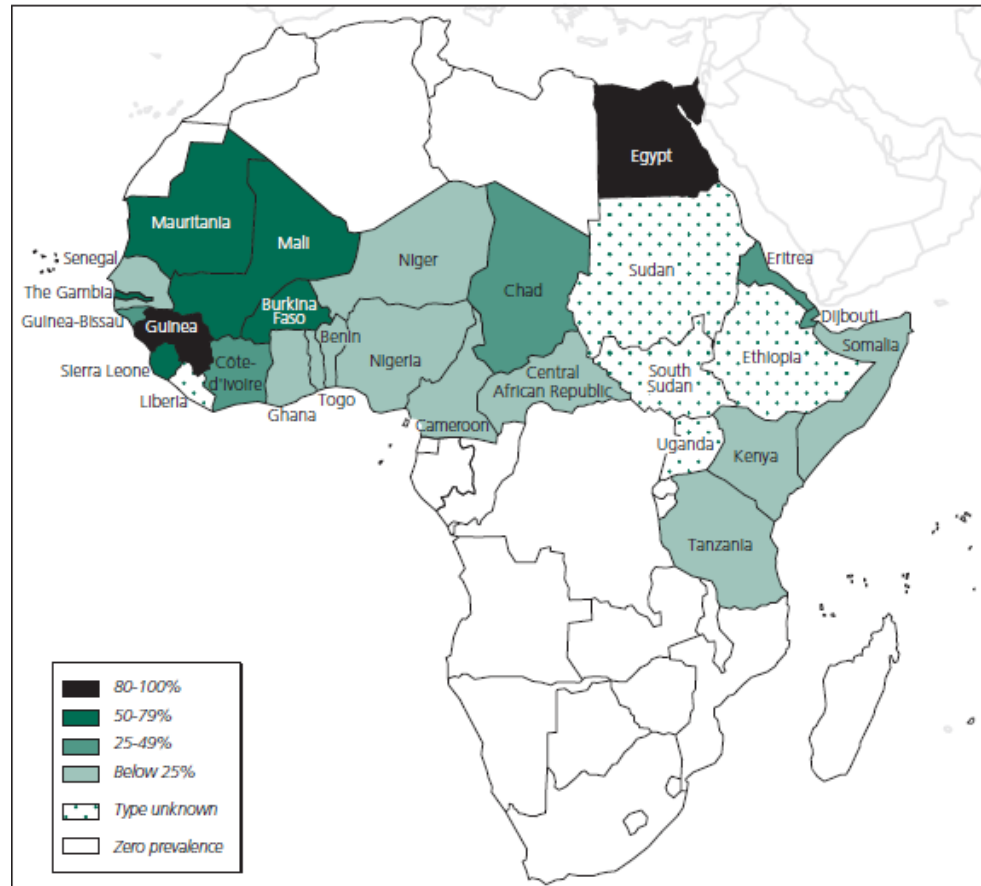 Egypt
Mauritania
Mali
Niger
Senegal
Sudan
Eritrea
The Gambia
Chad
Burkina
Faso
Guinea-Bissau
Guinea
Djibouti
Benin
Nigeria
Somalia
Ethiopia
Sierra Leone
Côte-
d'Ivoire
South
Sudan
Central
African Republic
Liberia
Togo
Ghana
Cameroon
Uganda
Kenya
Tanzania
80-100%
50-79%
25-49%
Below 25%
Type unknown
Zero prevalence